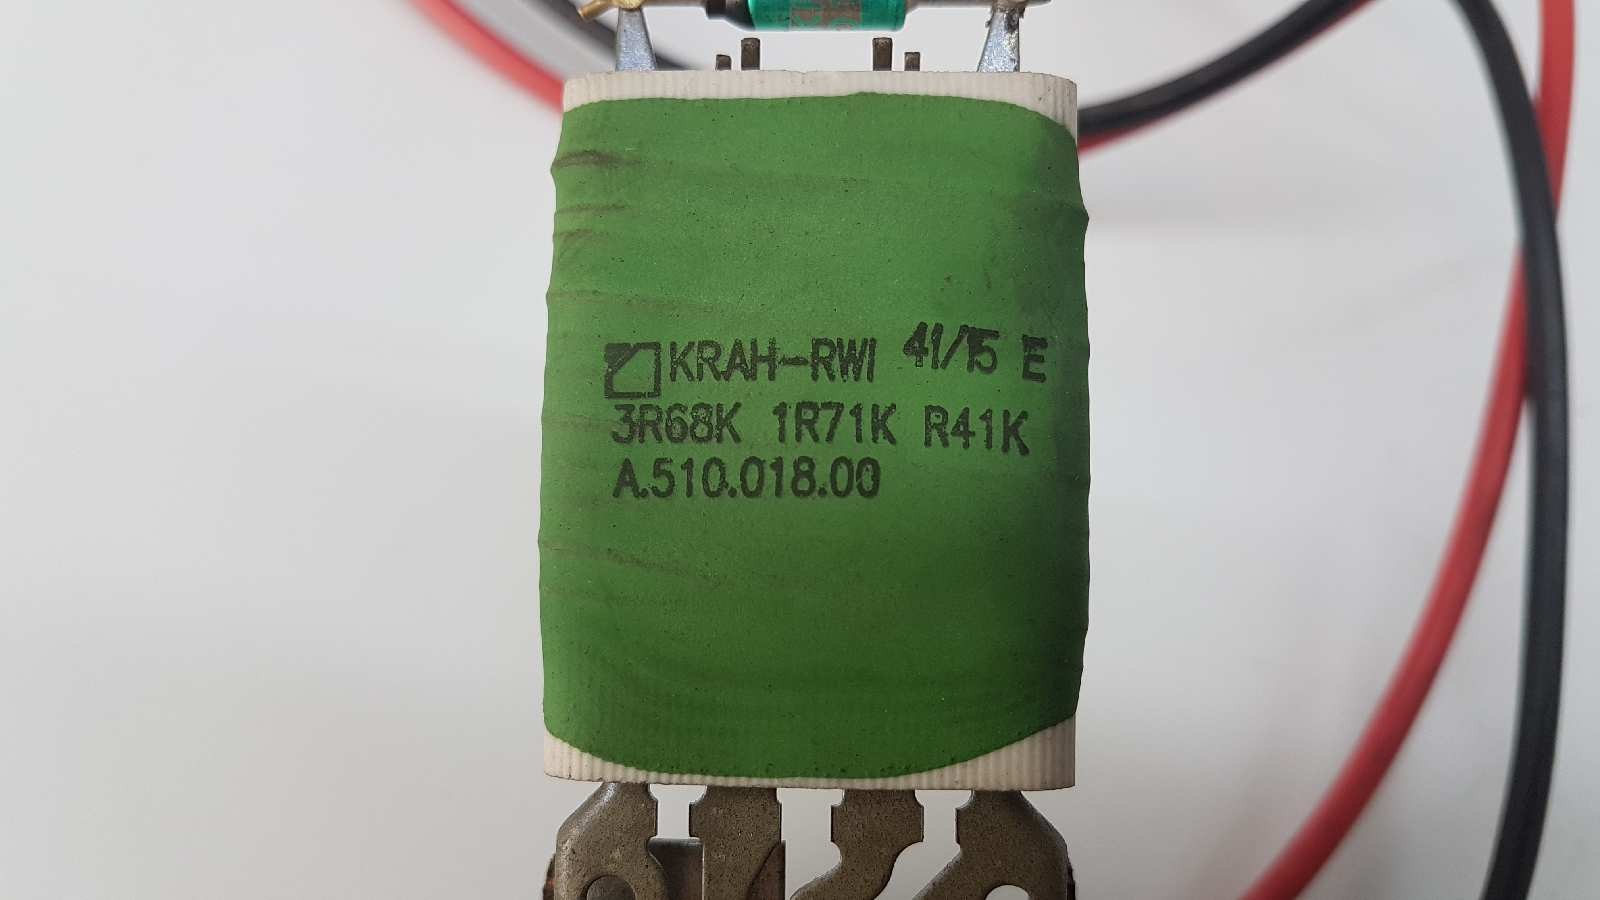 KRAH-RWI 41/15 E
3R68K 1R71K R41K
A.510.018.00